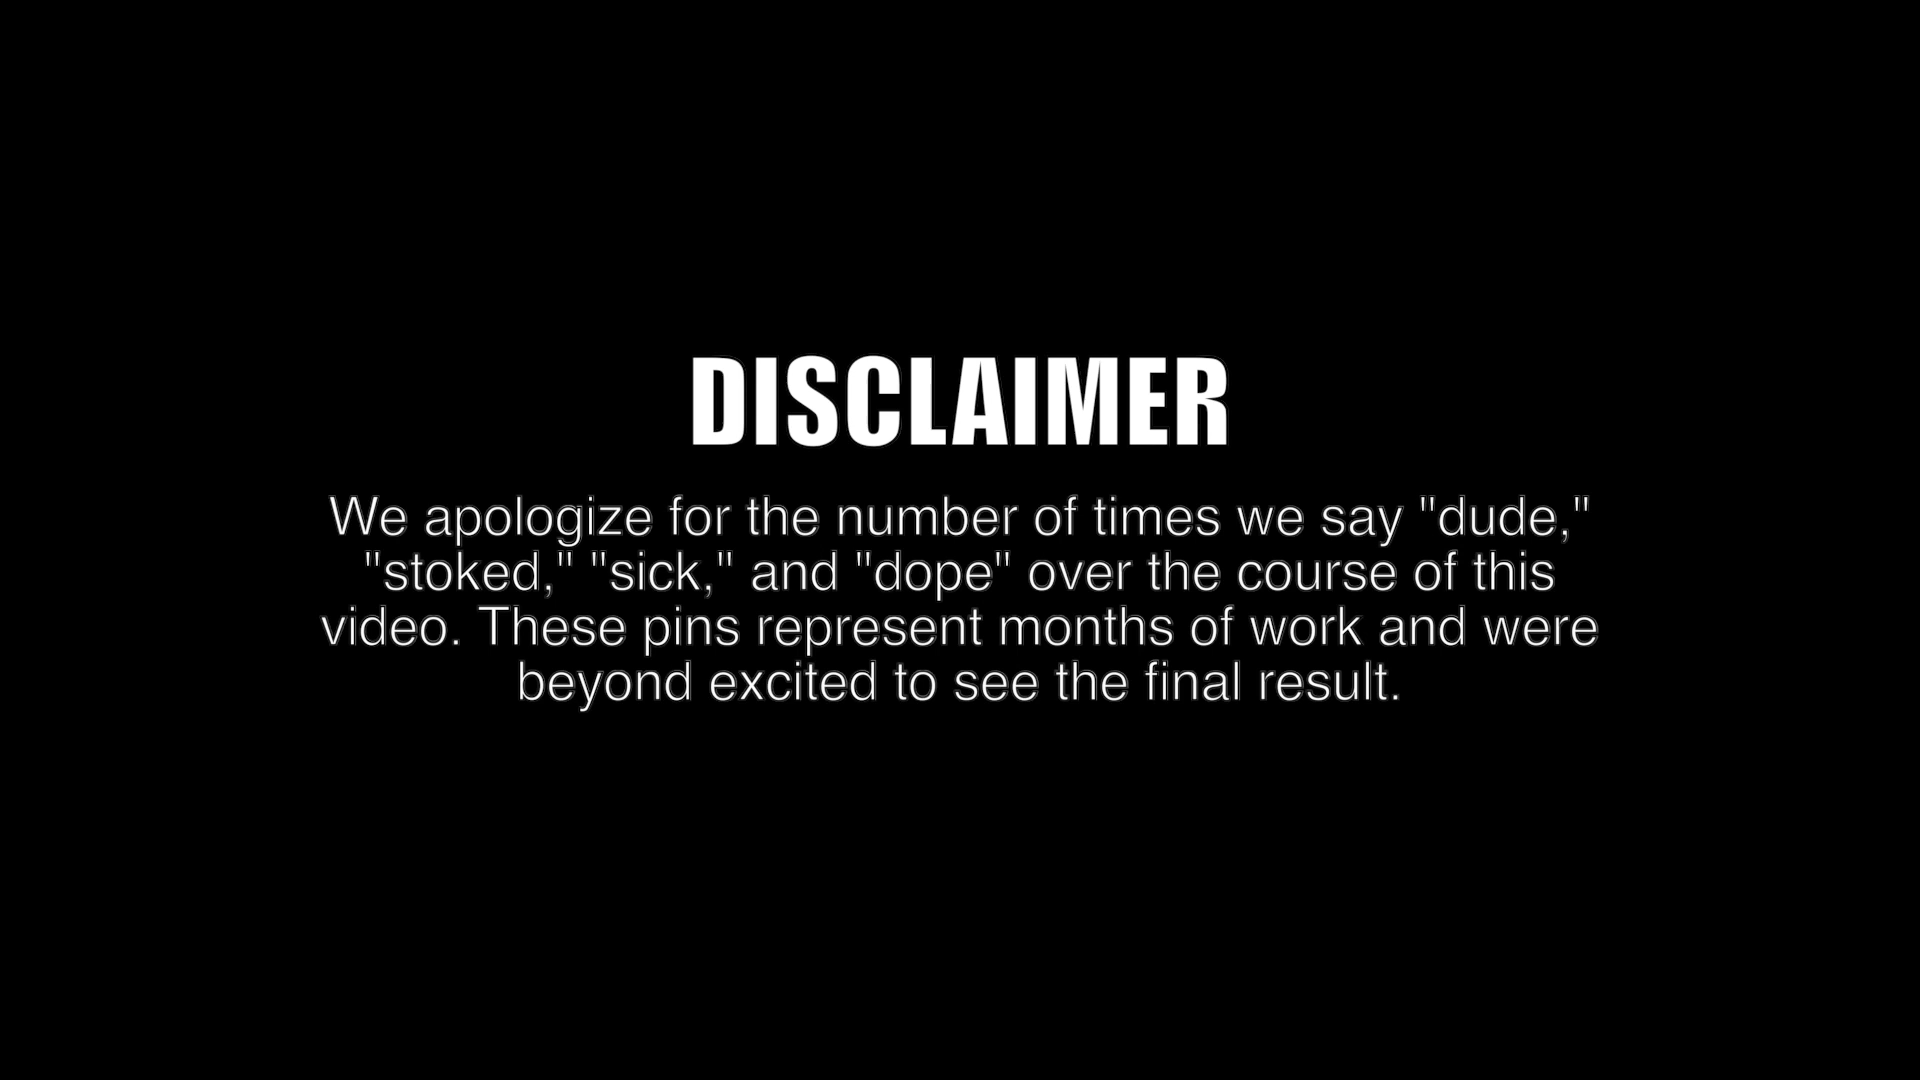 DISCLAIMER
We apologize for the number of times we say "dude,"
"stoked," "sick," and "dope" over the course of this
video. These pins represent months of work and were
beyond excited to see the final result.